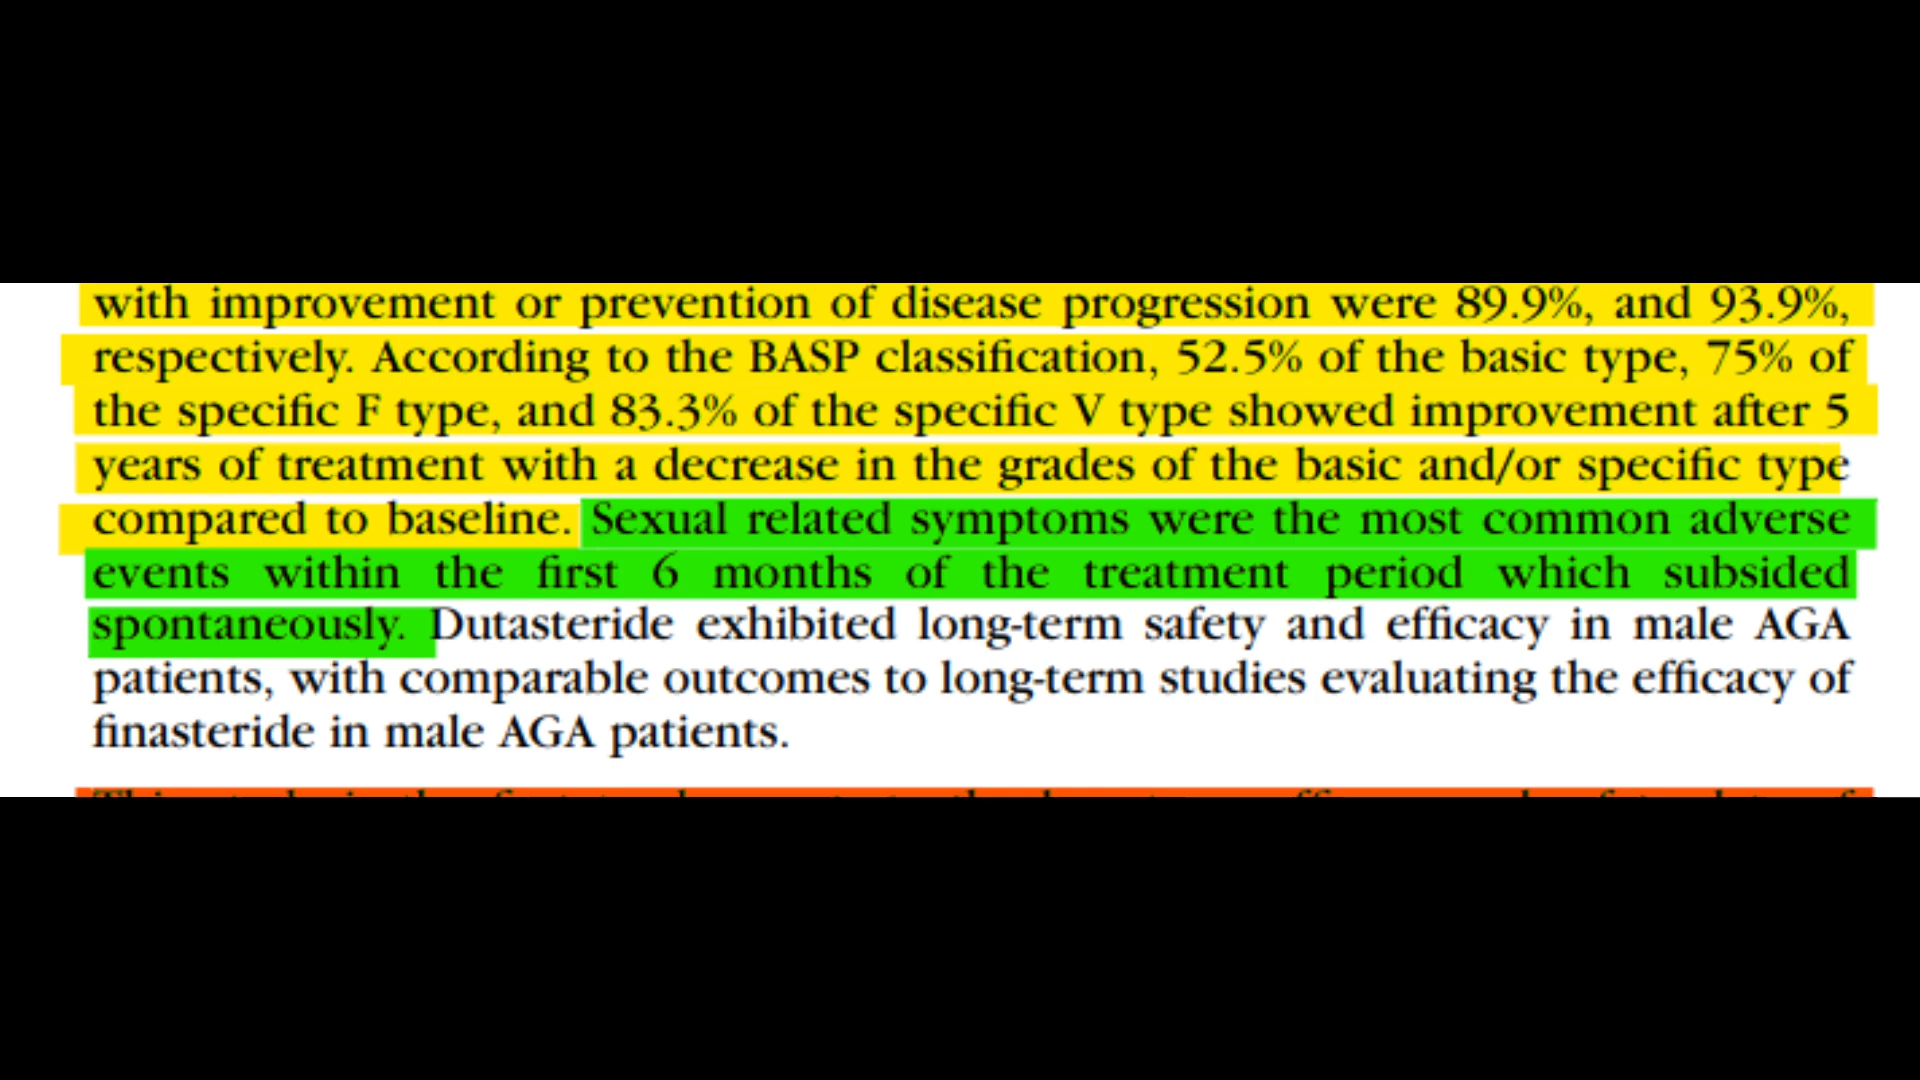 with improvement or prevention of disease progression were 89.9%, and 93.9%,
respectively. According to the BASP classification, 52.5% of the basic type, 75% of
the specific F type, and 83.3% of the specific V type showed improvement after 5
years of treatment with a decrease in the grades of the basic and/or specific type
compared to baseline. Sexual related symptoms were the most common adverse
events within the first 6 months of the treatment period which subsided
spontaneously. Dutasteride exhibited long-term safety and efficacy in male AGA
patients, with comparable outcomes to long-term studies evaluating the efficacy of
finasteride in male AGA patients.